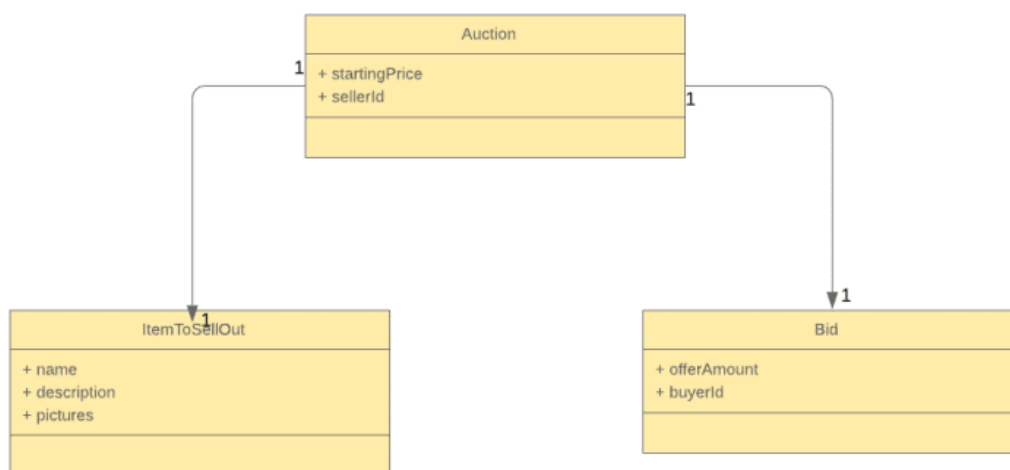 Auction
1
+ startingPrice
+ sellerId
1
1
1
ItemToSellOut
+ name
+ description
+ pictures
Bid
+ offerAmount
+ buyerId